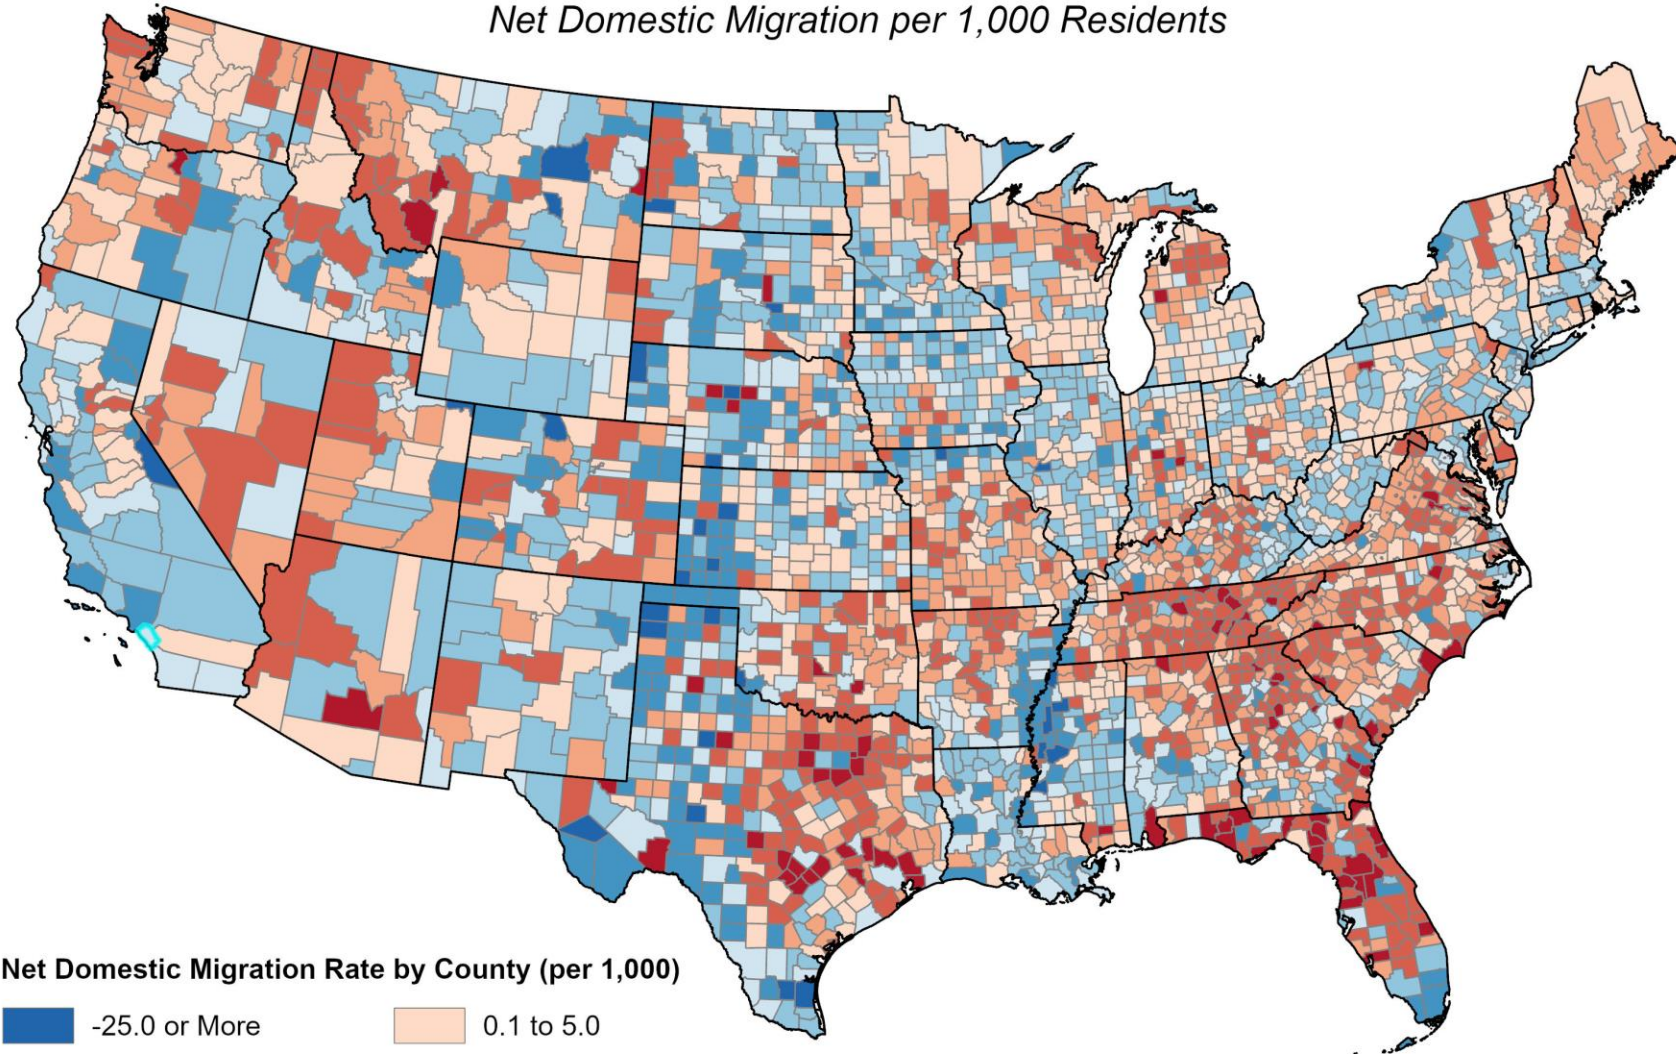 Net Domestic Migration per 1,000 Residents
Net Domestic Migration Rate by County (per 1,000)
-25.0 or More
0.1 to 5.0